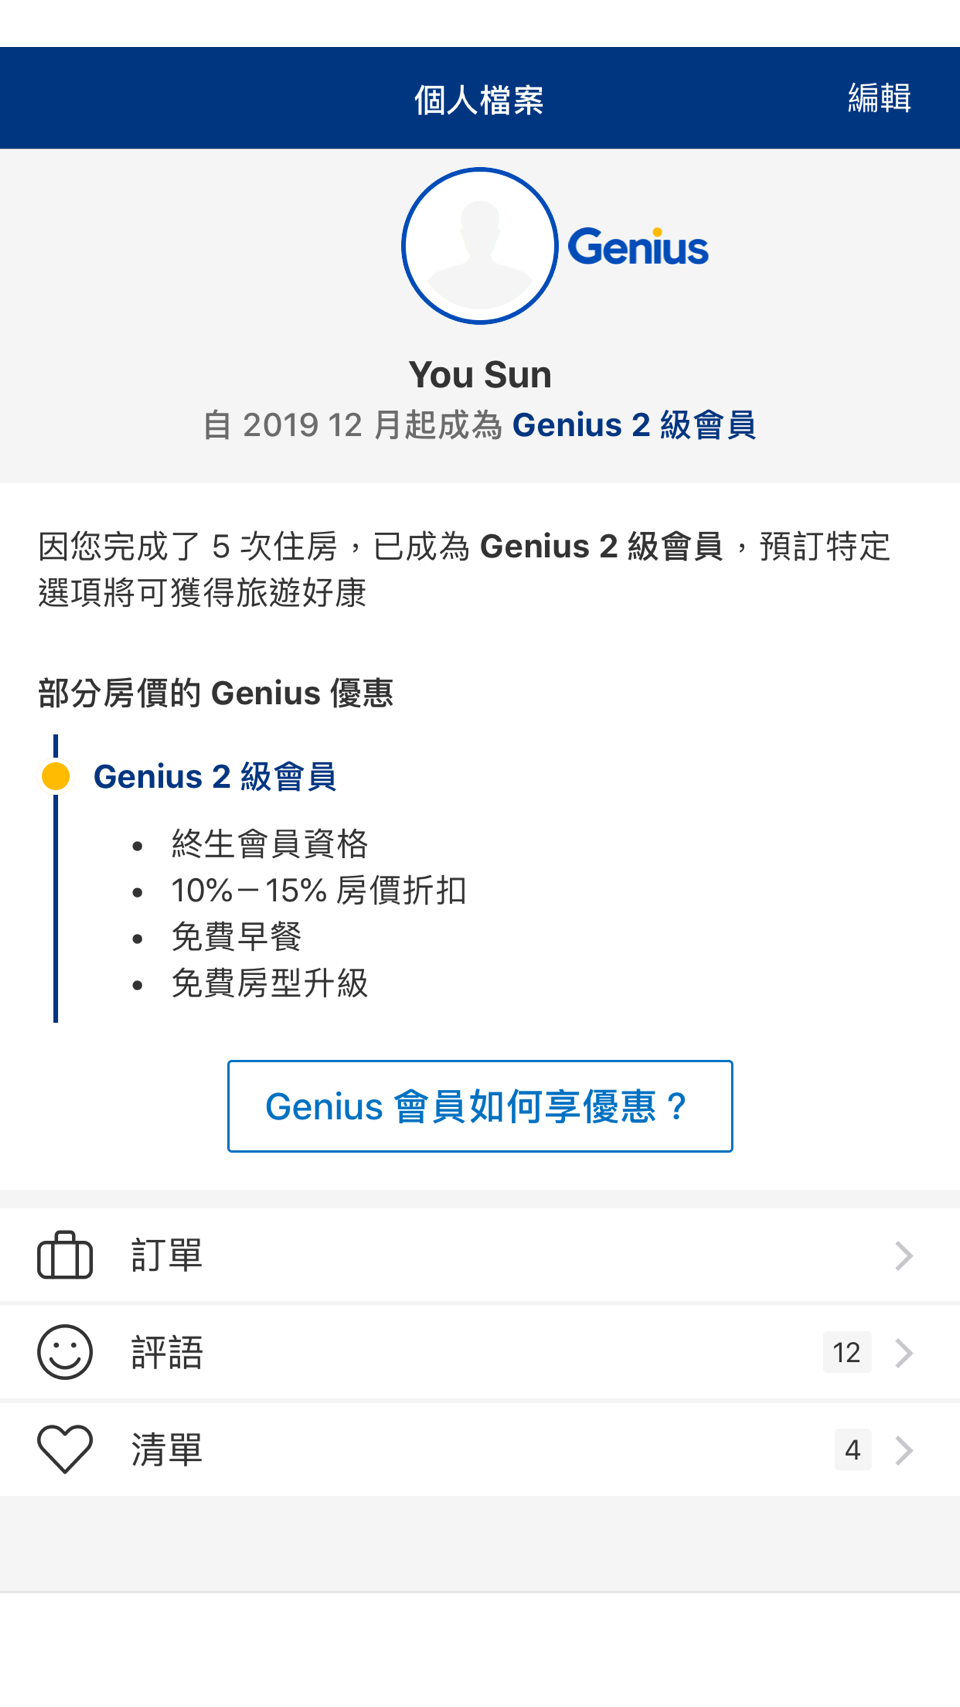 個人檔案
編輯
Genius
You Sun
自 2019 12 月起成為 Genius 2 級會員
因您完成了 5 次住房，已成為 Genius 2 級會員，預訂特定
選項將可獲得旅遊好康
部分房價的 Genius 優惠
Genius 2 級會員
• 終生會員資格
• 10%－15% 房價折扣
• 免費早餐
• 免費房型升級
Genius 會員如何享優惠？
訂單
評語 12
清單 4